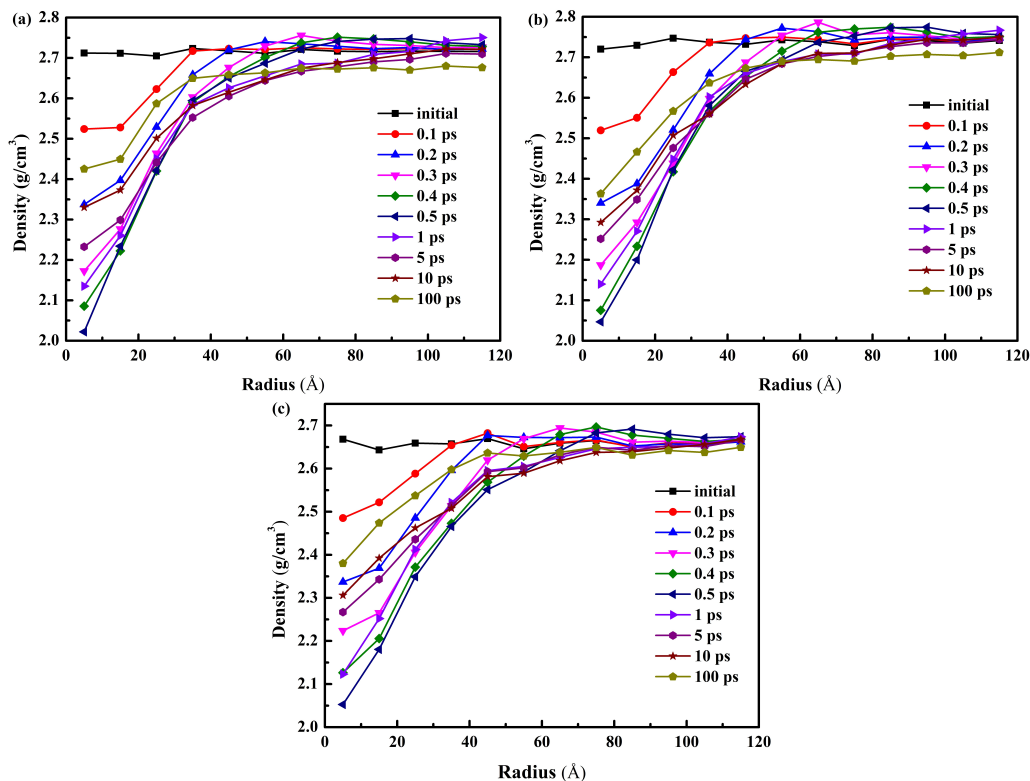 (a)
2.8
2.7
2.6
2.5
2.4
2.3
2.2
2.1
2.0
Density (g/cm³)
0 20 40 60 80 100 120
Radius (Å)
initial
0.1 ps
0.2 ps
0.3 ps
0.4 ps
0.5 ps
1 ps
5 ps
10 ps
100 ps
(b)
2.8
2.7
2.6
2.5
2.4
2.3
2.2
2.1
2.0
Density (g/cm³)
0 20 40 60 80 100 120
Radius (Å)
initial
0.1 ps
0.2 ps
0.3 ps
0.4 ps
0.5 ps
1 ps
5 ps
10 ps
100 ps
(c)
2.7
2.6
2.5
2.4
2.3
2.2
2.1
2.0
Density (g/cm³)
0 20 40 60 80 100 120
Radius (Å)
initial
0.1 ps
0.2 ps
0.3 ps
0.4 ps
0.5 ps
1 ps
5 ps
10 ps
100 ps